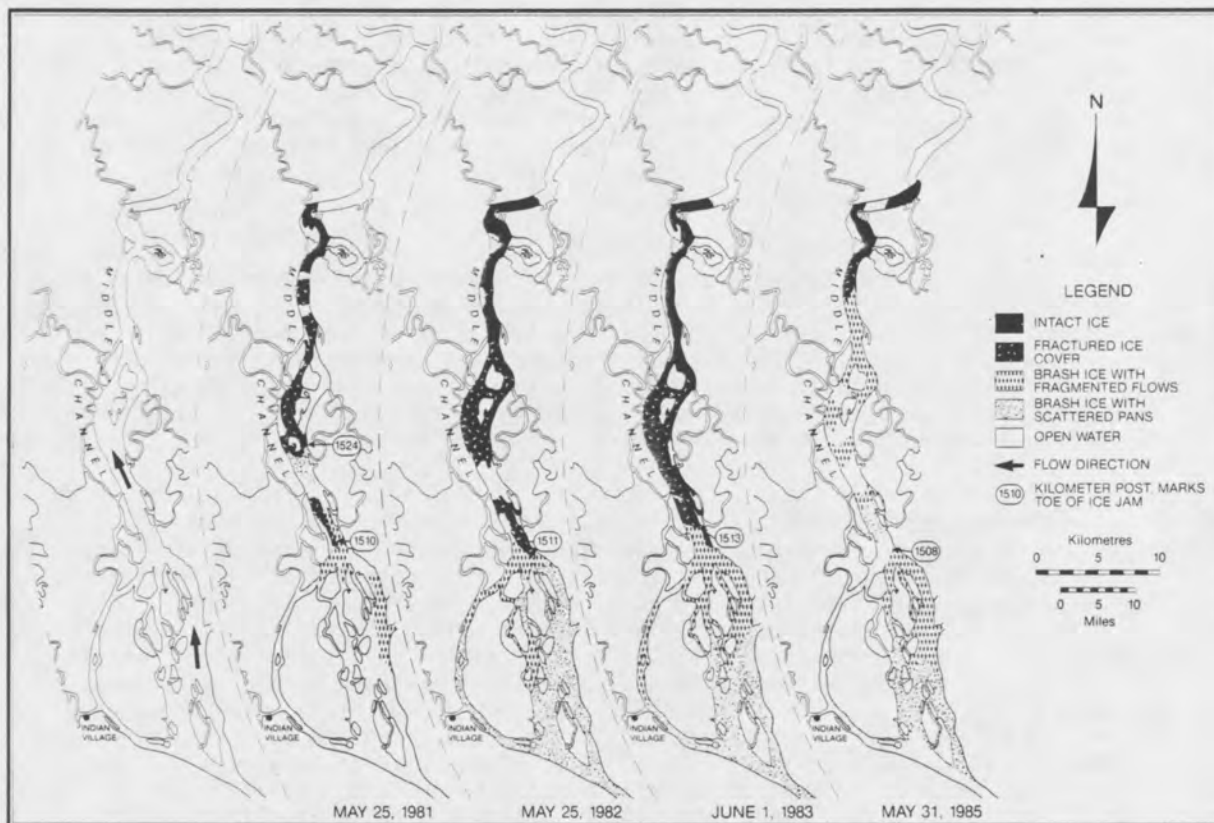 N
LEGEND
INTACT ICE
FRACTURED ICE
COVER
BRASH ICE WITH
FRAGMENTED FLOWS
BRASH ICE WITH
SCATTERED PANS
OPEN WATER
FLOW DIRECTION
1510 KILOMETER POST, MARKS
TOE OF ICE JAM
Kilometres
0 5 10
0 5 10
Miles
MIDDLE
CHANNEL
INDIAN
VILLAGE
MIDDLE
CHANNEL
1524
1510
INDIAN
VILLAGE
MAY 25, 1981
MIDDLE
CHANNEL
1511
INDIAN
VILLAGE
MAY 25, 1982
MIDDLE
CHANNEL
1513
INDIAN
VILLAGE
JUNE 1, 1983
MIDDLE
CHANNEL
1508
INDIAN
VILLAGE
MAY 31, 1985